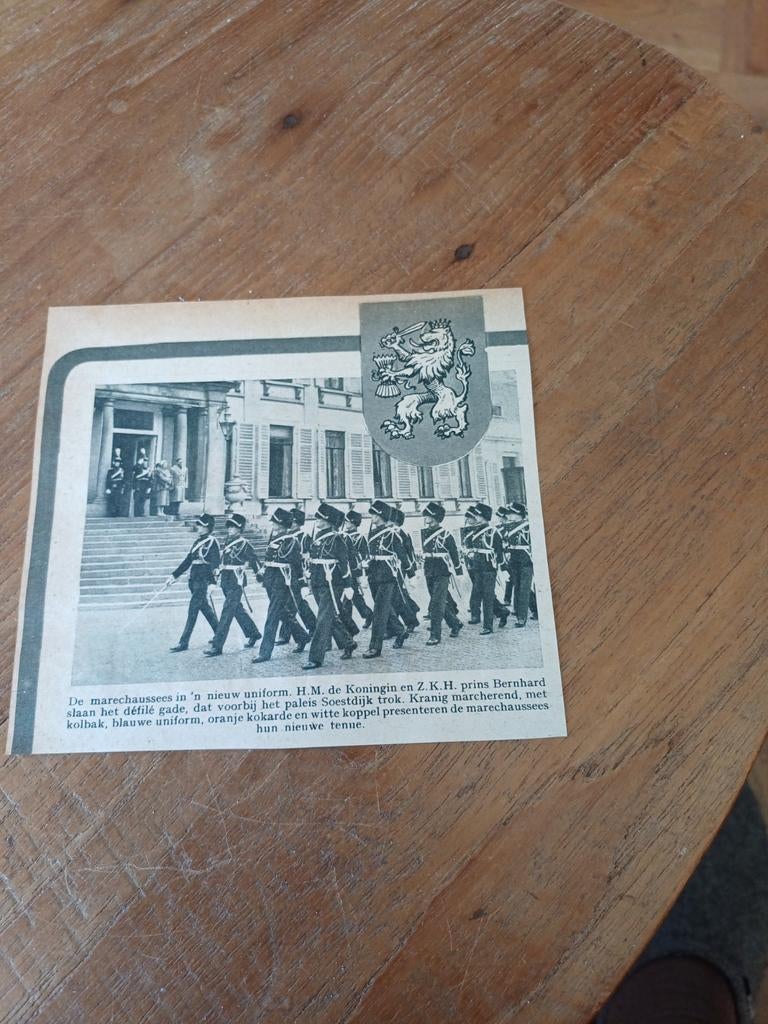 De marechaussees in 'n nieuw uniform. H.M. de Koningin en Z.K.H. prins Bernhard
slaan het défilé gade, dat voorbij het paleis Soestdijk trok. Kranig marcherend, met
kolbak, blauwe uniform, oranje kokarde en witte koppel presenteren de marechaussees
hun nieuwe tenue.